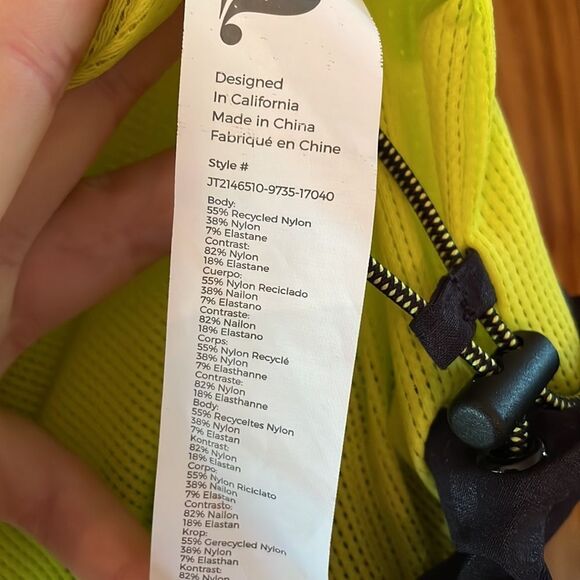 Designed
In California
Made in China
Fabriqué en Chine
Style #
JT2146510-9735-17040
Body:
55% Recycled Nylon
38% Nylon
7% Elastane
Contrast:
82% Nylon
18% Elastane
Cuerpo:
55% Nylon Reciclado
38% Nailon
7% Elastano
Contraste:
82% Nailon
18% Elastano
Corps:
55% Nylon Recyclé
38% Nylon
7% Elasthanne
Contraste:
82% Nylon
18% Elasthanne
Body:
55% Recyceltes Nylon
38% Nylon
7% Elastan
Kontrast:
82% Nylon
18% Elastan
Corpo:
55% Nylon Riciclato
38% Nailon
7% Elastan
Contrasto:
82% Nailon
18% Elastan
Krop:
55% Gerecycled Nylon
38% Nylon
7% Elasthan
Kontrast:
82% Nylon